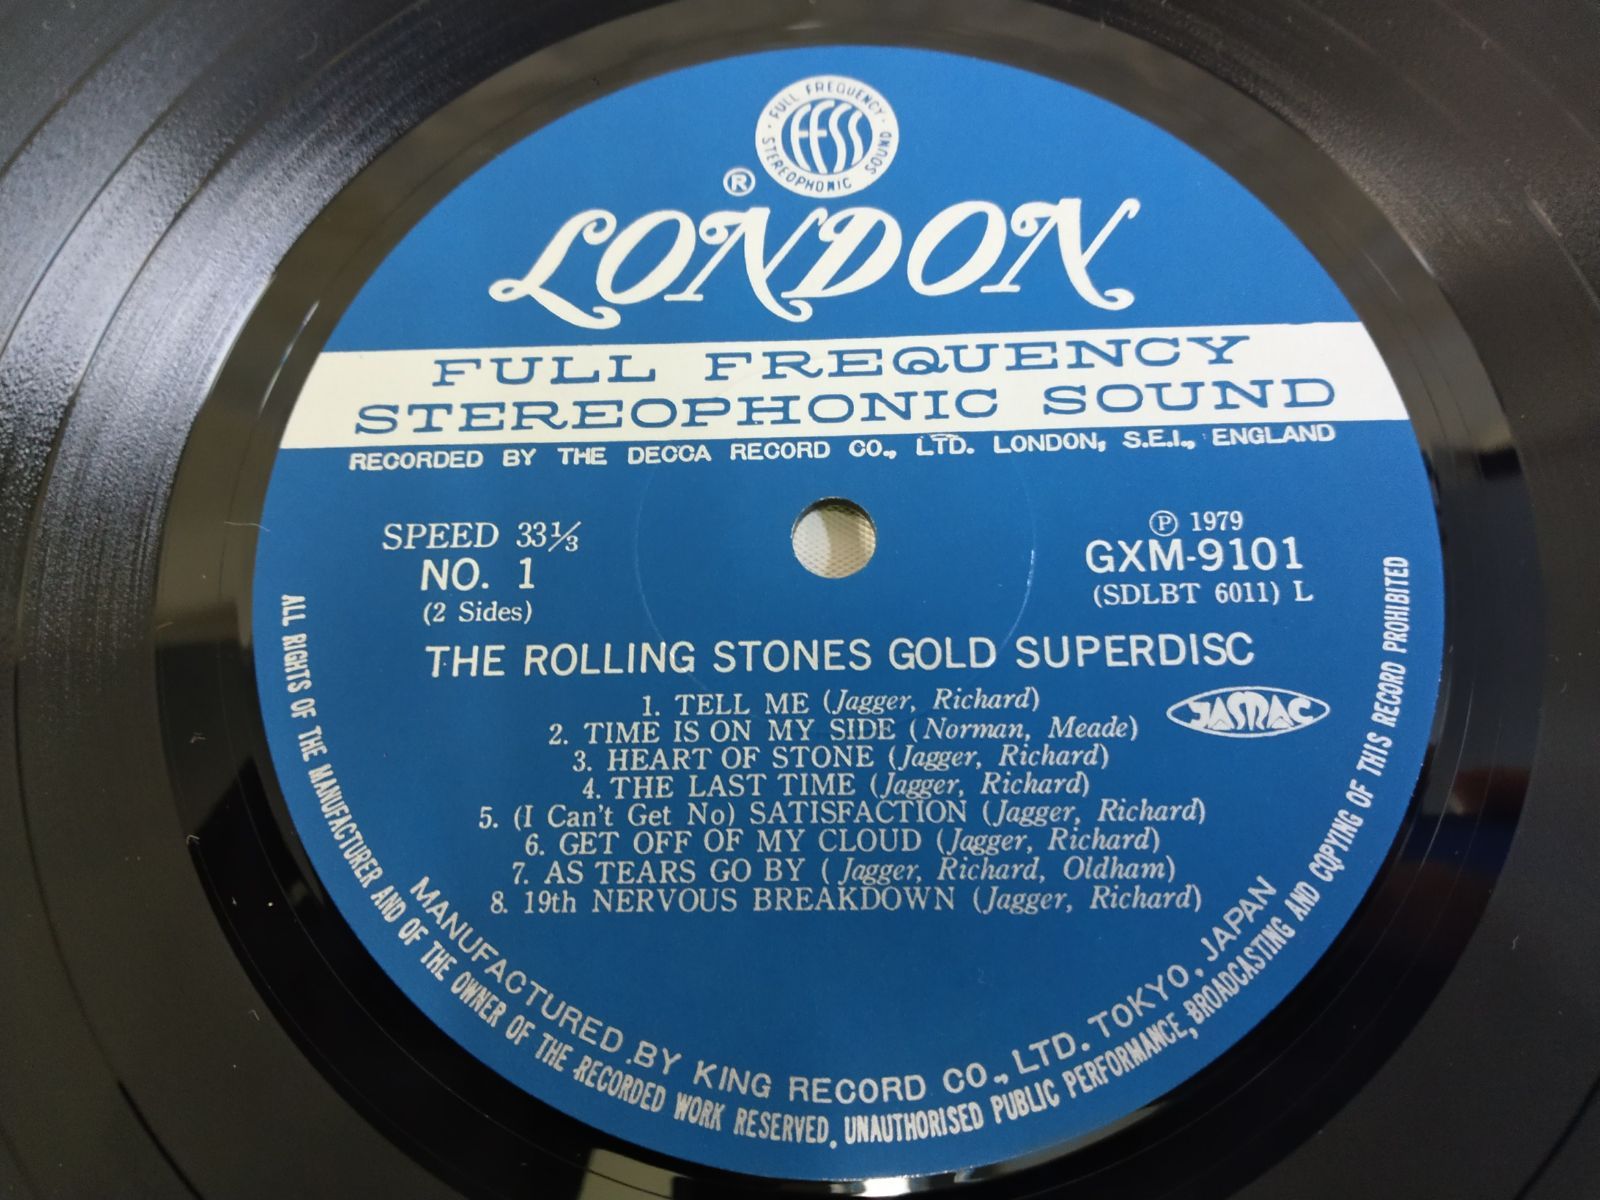 FULL FREQUENCY
FFSS
STEREOPHONIC SOUND
®
LONDON
FULL FREQUENCY
STEREOPHONIC SOUND
RECORDED BY THE DECCA RECORD CO., LTD. LONDON, S.E.I., ENGLAND
SPEED 33⅓
NO. 1
(2 Sides)
℗ 1979
GXM-9101
(SDLBT 6011) L
THE ROLLING STONES GOLD SUPERDISC
1. TELL ME (Jagger, Richard)
2. TIME IS ON MY SIDE (Norman, Meade)
3. HEART OF STONE (Jagger, Richard)
4. THE LAST TIME (Jagger, Richard)
5. (I Can't Get No) SATISFACTION (Jagger, Richard)
6. GET OFF OF MY CLOUD (Jagger, Richard)
7. AS TEARS GO BY ( Jagger, Richard, Oldham)
8. 19th NERVOUS BREAKDOWN (Jagger, Richard)
JASRAC
MANUFACTURED BY KING RECORD CO., LTD. TOKYO, JAPAN
ALL RIGHTS OF THE MANUFACTURER AND OF THE OWNER OF THE RECORDED WORK RESERVED. UNAUTHORISED PUBLIC PERFORMANCE, BROADCASTING AND COPYING OF THIS RECORD PROHIBITED